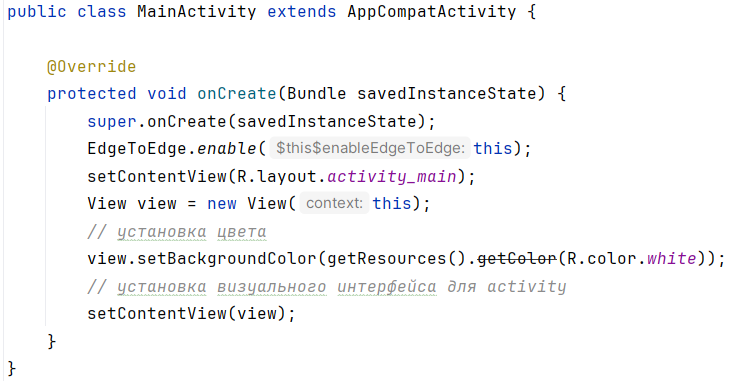 public class MainActivity extends AppCompatActivity {
@Override
protected void onCreate(Bundle savedInstanceState) {
super.onCreate(savedInstanceState);
EdgeToEdge.enable( $this$enableEdgeToEdge: this);
setContentView(R.layout.activity_main);
View view = new View( context: this);
// установка цвета
view.setBackgroundColor(getResources().getColor(R.color.white));
// установка визуального интерфейса для activity
setContentView(view);
}
}